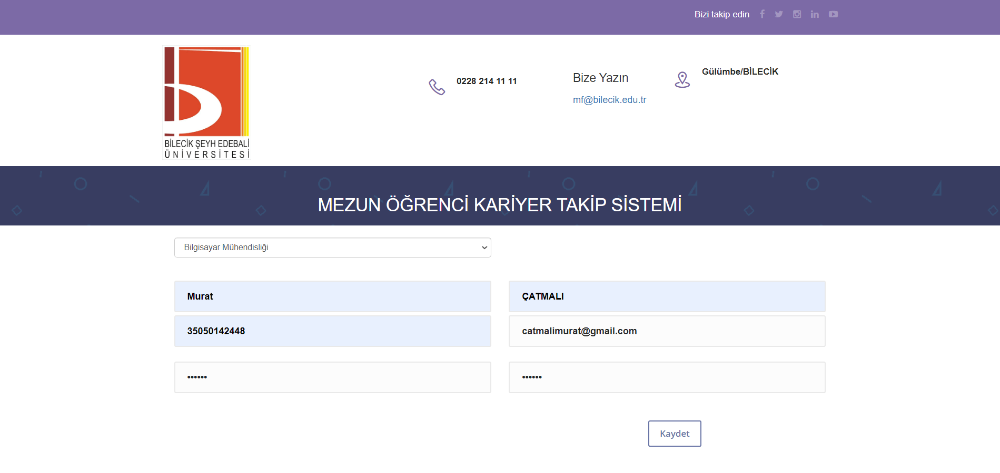 Bizi takip edin
BİLECİK ŞEYH EDEBALİ
ÜNİVERSİTESİ
0228 214 11 11
Bize Yazın
mf@bilecik.edu.tr
Gülümbe/BİLECİK
MEZUN ÖĞRENCİ KARİYER TAKİP SİSTEMİ
Bilgisayar Mühendisliği
Murat
ÇATMALI
35050142448
catmalimurat@gmail.com
••••••
••••••
Kaydet